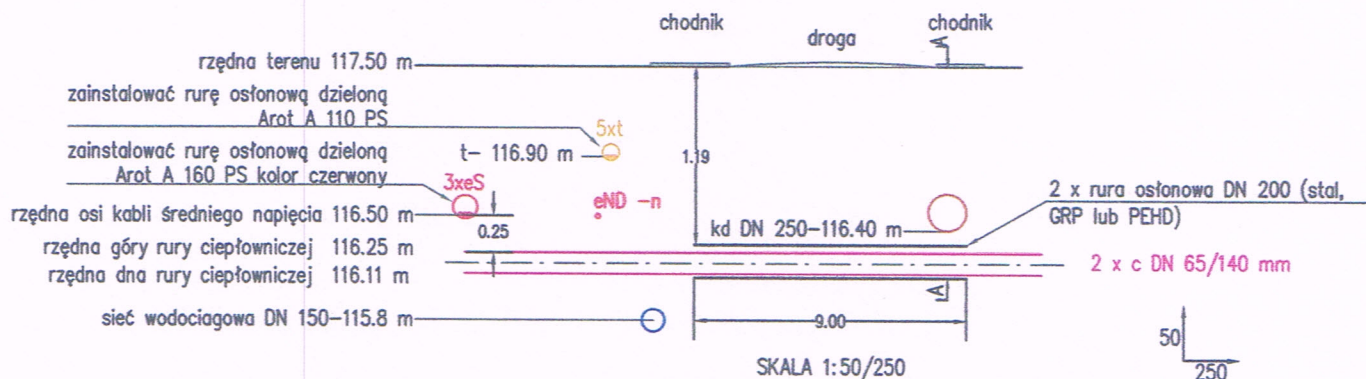 chodnik
droga
chodnik
A
rzędna terenu 117.50 m
zainstalować rurę osłonową dzieloną
Arot A 110 PS
5xt
t- 116.90 m
1.19
zainstalować rurę osłonową dzieloną
Arot A 160 PS kolor czerwony
3xeS
eND -n
2 x rura osłonowa DN 200 (stal,
GRP lub PEHD)
rzędna osi kabli średniego napięcia 116.50 m
0.25
kd DN 250-116.40 m
rzędna góry rury ciepłowniczej 116.25 m
rzędna dna rury ciepłowniczej 116.11 m
2 x c DN 65/140 mm
A
sieć wodociagowa DN 150-115.8 m
9.00
50
250
SKALA 1:50/250